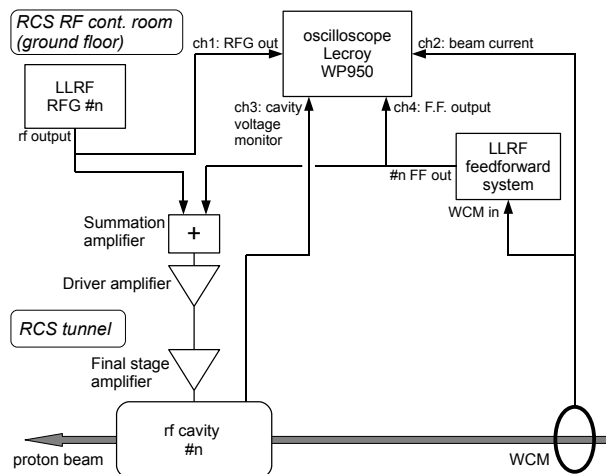 RCS RF cont. room
(ground floor)
ch1: RFG out
oscilloscope
Lecroy
WP950
ch2: beam current
LLRF
RFG #n
rf output
ch3: cavity
voltage
monitor
ch4: F.F. output
LLRF
feedforward
system
#n FF out
WCM in
Summation
amplifier
+
Driver amplifier
RCS tunnel
Final stage
amplifier
rf cavity
#n
proton beam
WCM